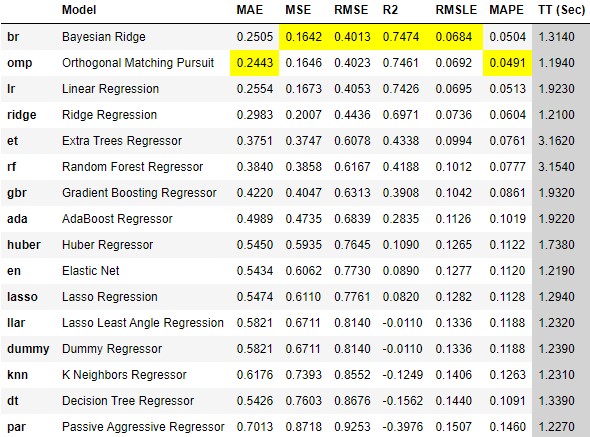 Model MAE MSE RMSE R2 RMSLE MAPE TT (Sec)
br Bayesian Ridge 0.2505 0.1642 0.4013 0.7474 0.0684 0.0504 1.3140
omp Orthogonal Matching Pursuit 0.2443 0.1646 0.4023 0.7461 0.0692 0.0491 1.1940
lr Linear Regression 0.2554 0.1673 0.4053 0.7426 0.0695 0.0513 1.9230
ridge Ridge Regression 0.2983 0.2007 0.4436 0.6971 0.0736 0.0604 1.2100
et Extra Trees Regressor 0.3751 0.3747 0.6078 0.4338 0.0994 0.0761 3.1620
rf Random Forest Regressor 0.3840 0.3858 0.6167 0.4188 0.1012 0.0777 3.1540
gbr Gradient Boosting Regressor 0.4220 0.4047 0.6313 0.3908 0.1042 0.0861 1.9320
ada AdaBoost Regressor 0.4989 0.4735 0.6839 0.2835 0.1126 0.1019 1.9220
huber Huber Regressor 0.5450 0.5935 0.7645 0.1090 0.1265 0.1122 1.7380
en Elastic Net 0.5434 0.6062 0.7730 0.0890 0.1277 0.1120 1.2190
lasso Lasso Regression 0.5474 0.6110 0.7761 0.0820 0.1282 0.1128 1.2940
llar Lasso Least Angle Regression 0.5821 0.6711 0.8140 -0.0110 0.1336 0.1188 1.2320
dummy Dummy Regressor 0.5821 0.6711 0.8140 -0.0110 0.1336 0.1188 1.2390
knn K Neighbors Regressor 0.6176 0.7393 0.8552 -0.1249 0.1406 0.1263 1.2310
dt Decision Tree Regressor 0.5426 0.7603 0.8676 -0.1562 0.1440 0.1091 1.3390
par Passive Aggressive Regressor 0.7013 0.8718 0.9253 -0.3976 0.1507 0.1460 1.2270